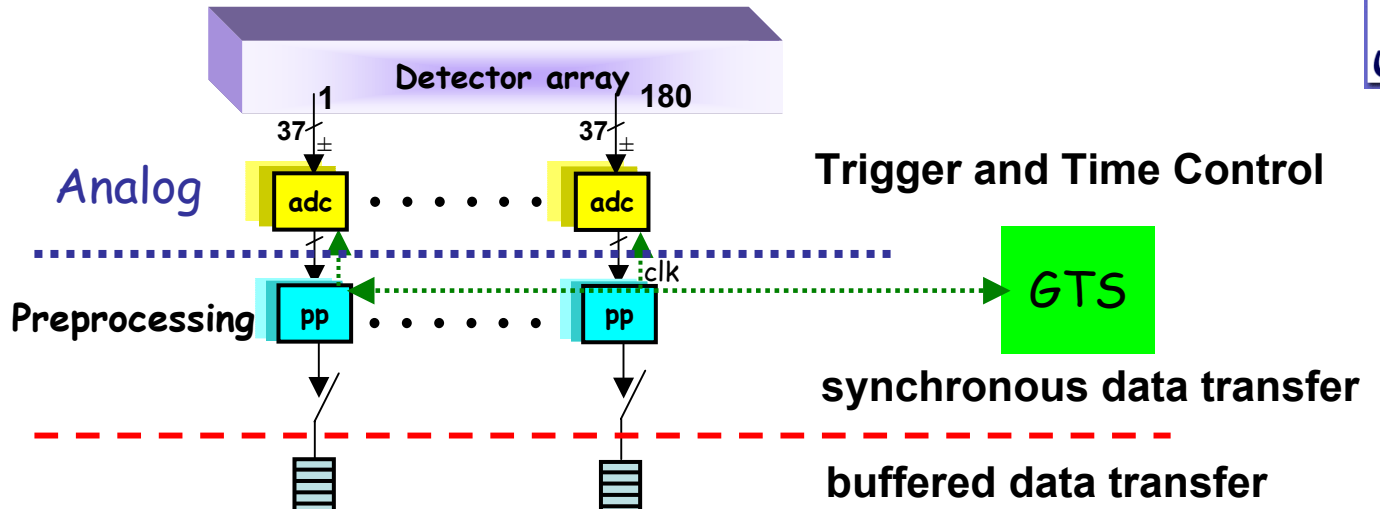 Detector array
1
180
37
37
±
±
Analog
adc
adc
Trigger and Time Control
clk
GTS
Preprocessing
pp
pp
synchronous data transfer
buffered data transfer